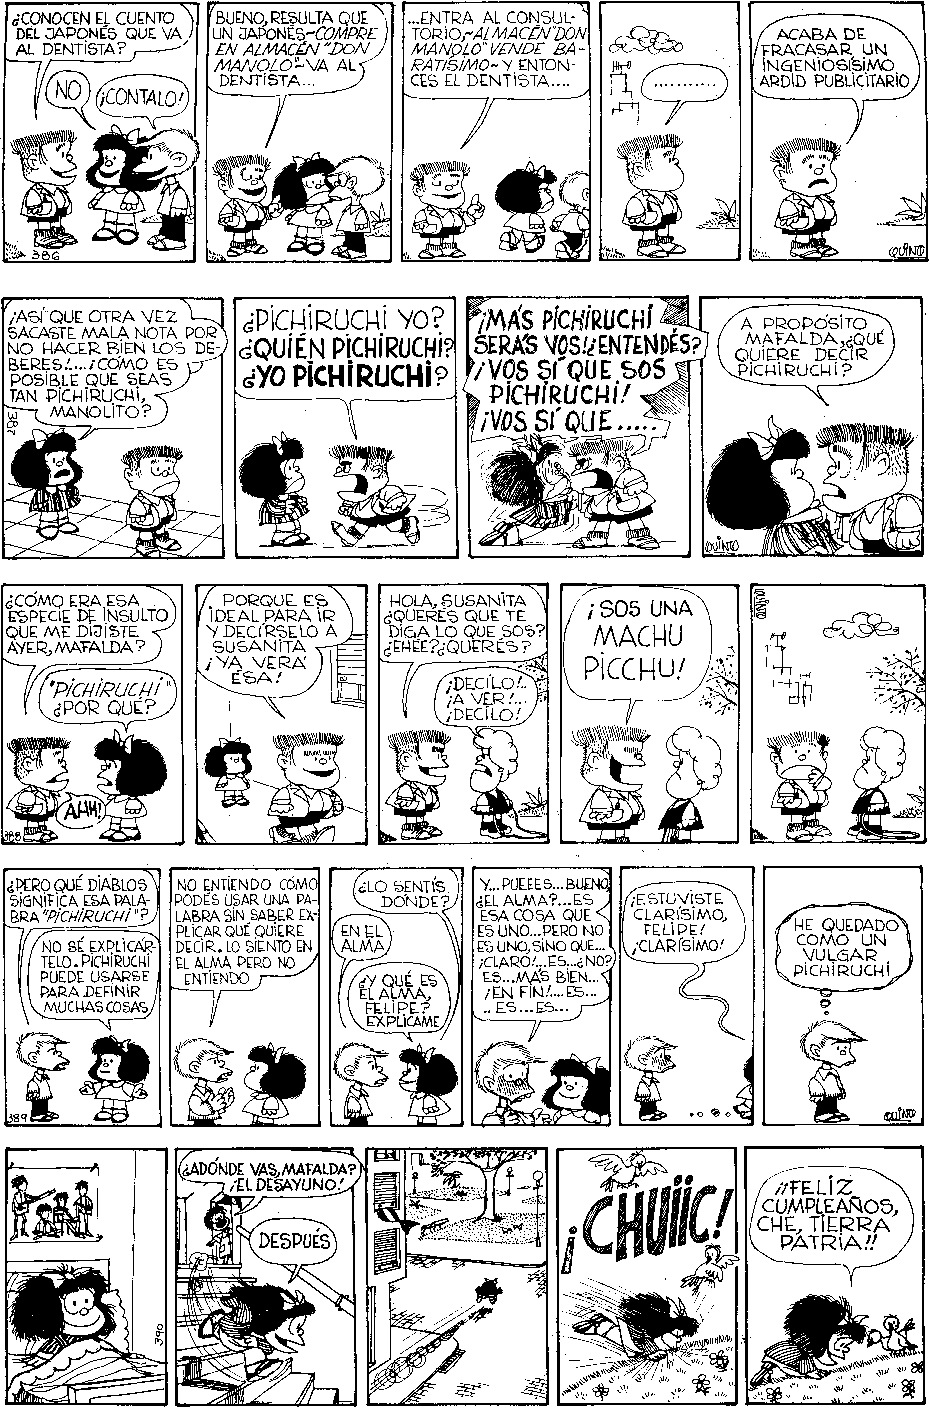 ¿CONOCEN EL CUENTO
DEL JAPONÉS QUE VA
AL DENTISTA?
NO
¡CONTALO!
386
BUENO, RESULTA QUE
UN JAPONÉS-COMPRE
EN ALMACÉN "DON
MANOLO"-VA AL
DENTISTA...
...ENTRA AL CONSUL-
TORIO,-ALMACÉN DON
MANOLO" VENDE BA-
RATÍSIMO-Y ENTON-
CES EL DENTISTA....
...........
ACABA DE
FRACASAR UN
INGENIOSÍSIMO
ARDID PUBLICITARIO
QUINO
¡ASÍ QUE OTRA VEZ
SACASTE MALA NOTA POR
NO HACER BIEN LOS DE-
BERES!...¡CÓMO ES
POSIBLE QUE SEAS
TAN PICHIRUCHI,
MANOLITO?
387
¿PICHIRUCHI YO?
¿QUIÉN PICHIRUCHI?
¿YO PICHIRUCHI?
¡MÁS PICHIRUCHI
SERÁS VOS!¿ENTENDÉS?
¡VOS SÍ QUE SOS
PICHIRUCHI!
¡VOS SÍ QUE.....
A PROPÓSITO
MAFALDA,¿QUÉ
QUIERE DECIR
PICHIRUCHI?
QUINO
¿CÓMO ERA ESA
ESPECIE DE INSULTO
QUE ME DIJISTE
AYER, MAFALDA?
"PICHIRUCHI"
¿POR QUÉ?
AHH!
388
PORQUE ES
IDEAL PARA IR
Y DECÍRSELO A
SUSANITA
¡YA VERÁ
ESA!
HOLA, SUSANITA
¿QUERÉS QUE TE
DIGA LO QUE SOS?
¿EHÉE?¿QUERÉS?
¡DECILO!..
¡A VER!...
¡DECILO!
¡SOS UNA
MACHU
PICCHU!
QUINO
¿PERO QUÉ DIABLOS
SIGNIFICA ESA PALA-
BRA "PICHIRUCHI"?
NO SÉ EXPLICÁR-
TELO. PICHIRUCHI
PUEDE USARSE
PARA DEFINIR
MUCHAS COSAS
389
NO ENTIENDO CÓMO
PODÉS USAR UNA PA-
LABRA SIN SABER EX-
PLICAR QUÉ QUIERE
DECIR. LO SIENTO EN
EL ALMA PERO NO
ENTIENDO
¿LO SENTÍS
DÓNDE?
EN EL
ALMA
¿Y QUÉ ES
EL ALMA,
FELIPE?
EXPLÍCAME
Y...PUEEES...BUENO,
¿EL ALMA?...ES
ESA COSA QUE
ES UNO...PERO NO
ES UNO, SINO QUE...
¡CLARO!...ES...¿NO?
ES...MÁS BIEN...
¡EN FIN!...ES...
..ES...ES...
¡ESTUVISTE
CLARÍSIMO,
FELIPE!
¡CLARÍSIMO!
HE QUEDADO
COMO UN
VULGAR
PICHIRUCHI
QUINO
390
¿ADÓNDE VAS, MAFALDA?
¡EL DESAYUNO!
DESPUÉS
¡CHUÏIC!
¡¡FELIZ
CUMPLEAÑOS,
CHE, TIERRA
PATRIA!!
QUINO